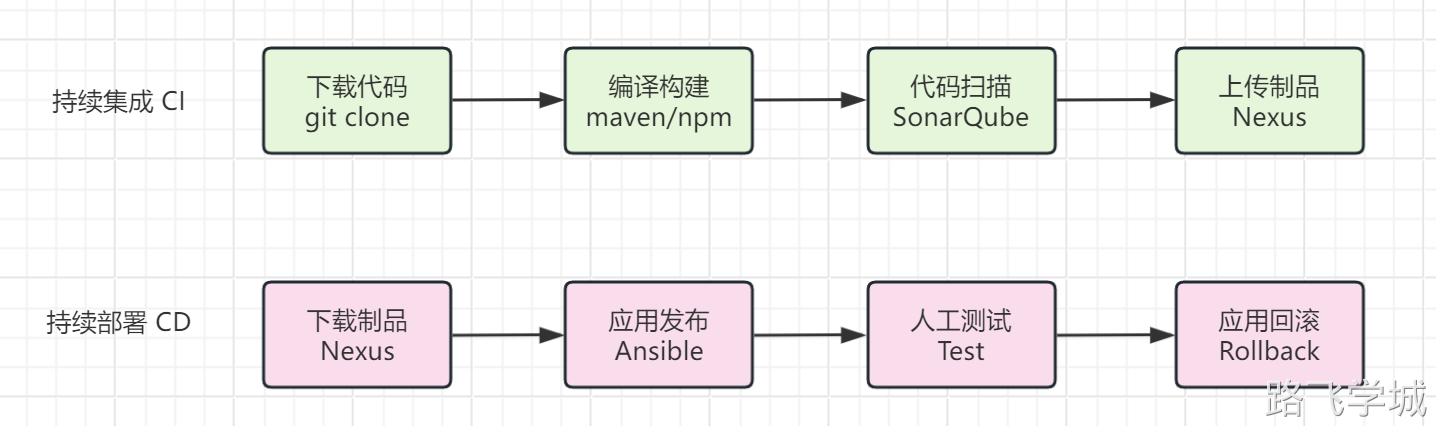 持续集成 CI
下载代码
git clone
编译构建
maven/npm
代码扫描
SonarQube
上传制品
Nexus
持续部署 CD
下载制品
Nexus
应用发布
Ansible
人工测试
Test
应用回滚
Rollback
路飞学城